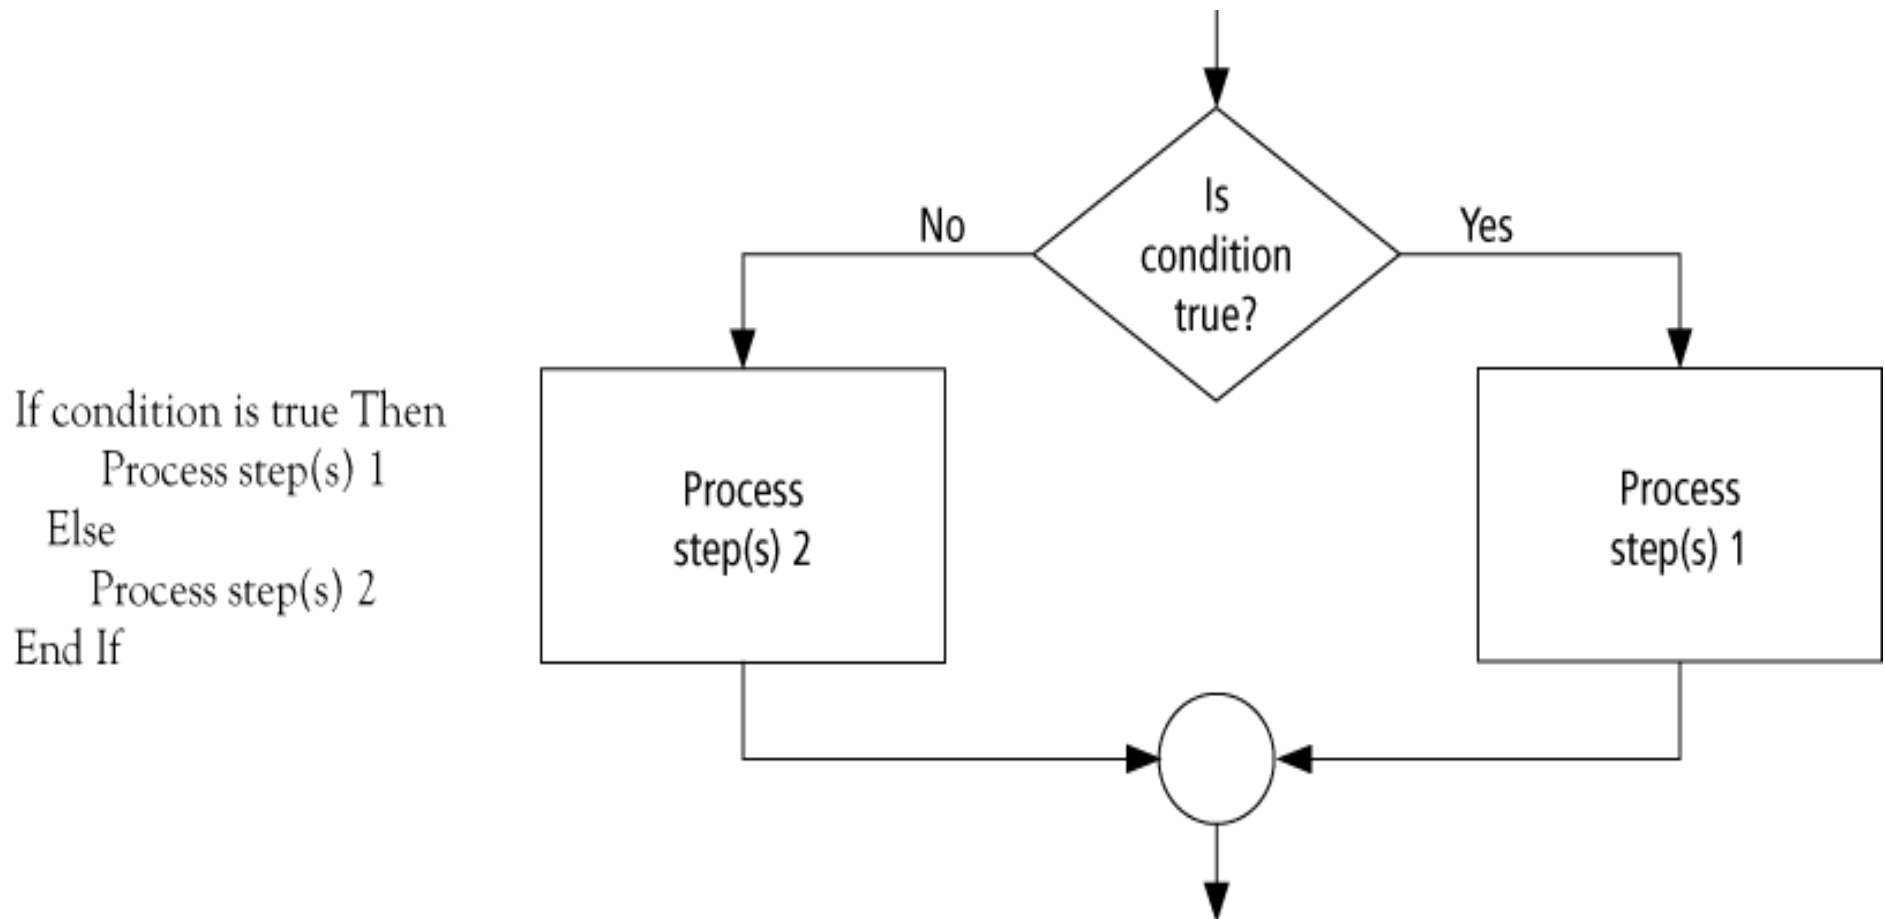 If condition is true Then
Process step(s) 1
Else
Process step(s) 2
End If
No
Is
condition
true?
Yes
Process
step(s) 2
Process
step(s) 1